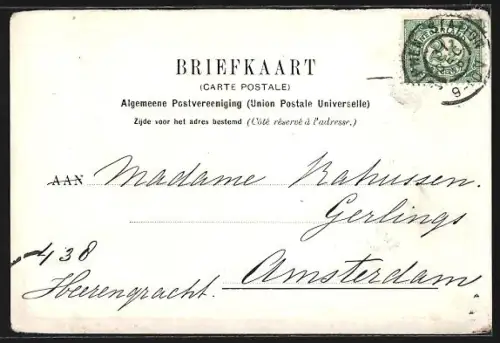 BRIEFKAART
(CARTE POSTALE)
Algemeene Postvereeniging (Union Postale Universelle)
Zijde voor het adres bestemd (Côté réservé à l'adresse.)
AAN Madame Rahussen.
Gerlings
438
Heerengracht. Amsterdam